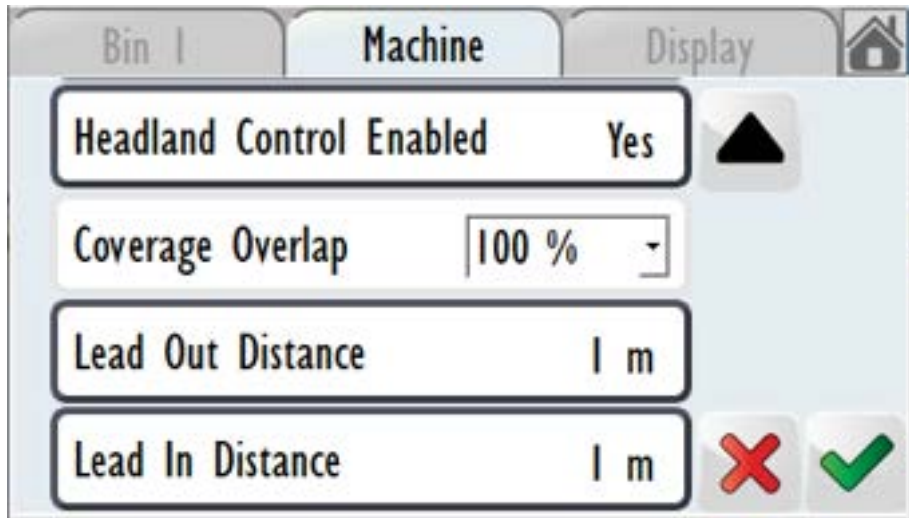 Bin 1
Machine
Display
Headland Control Enabled Yes
Coverage Overlap 100 %
Lead Out Distance 1 m
Lead In Distance 1 m